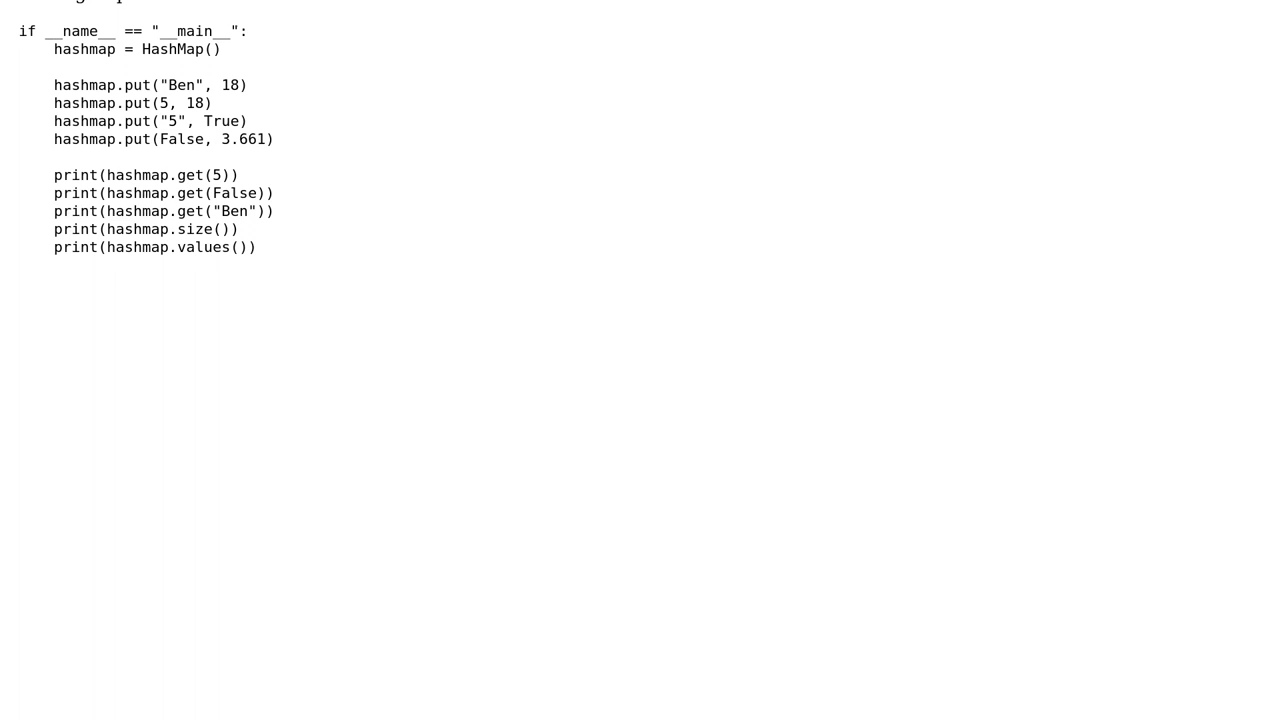 if __name__ == "__main__":
    hashmap = HashMap()

    hashmap.put("Ben", 18)
    hashmap.put(5, 18)
    hashmap.put("5", True)
    hashmap.put(False, 3.661)

    print(hashmap.get(5))
    print(hashmap.get(False))
    print(hashmap.get("Ben"))
    print(hashmap.size())
    print(hashmap.values())